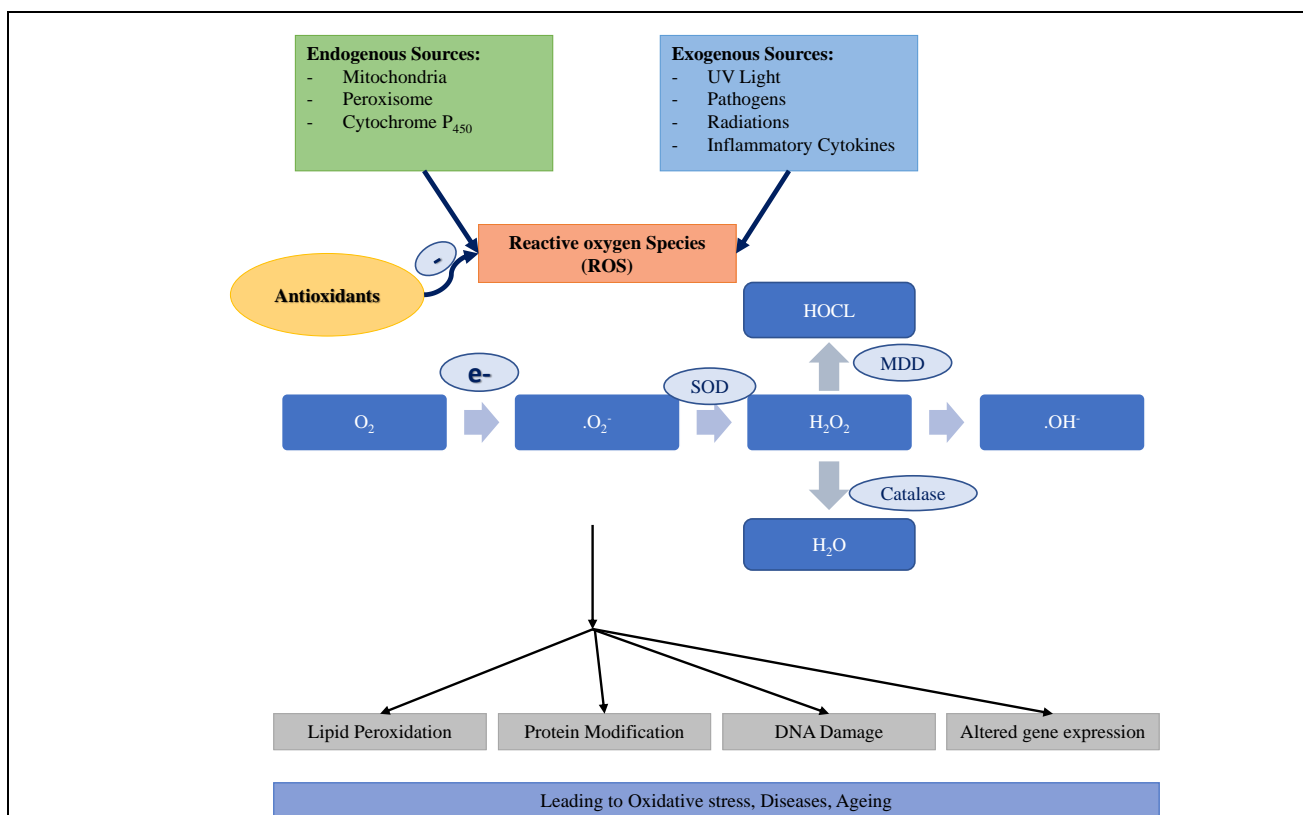 Endogenous Sources:
- Mitochondria
- Peroxisome
- Cytochrome P450
Exogenous Sources:
- UV Light
- Pathogens
- Radiations
- Inflammatory Cytokines
Reactive oxygen Species
(ROS)
-
Antioxidants
HOCL
MDD
e-
SOD
O2
.O2-
H2O2
.OH-
Catalase
H2O
Lipid Peroxidation
Protein Modification
DNA Damage
Altered gene expression
Leading to Oxidative stress, Diseases, Ageing